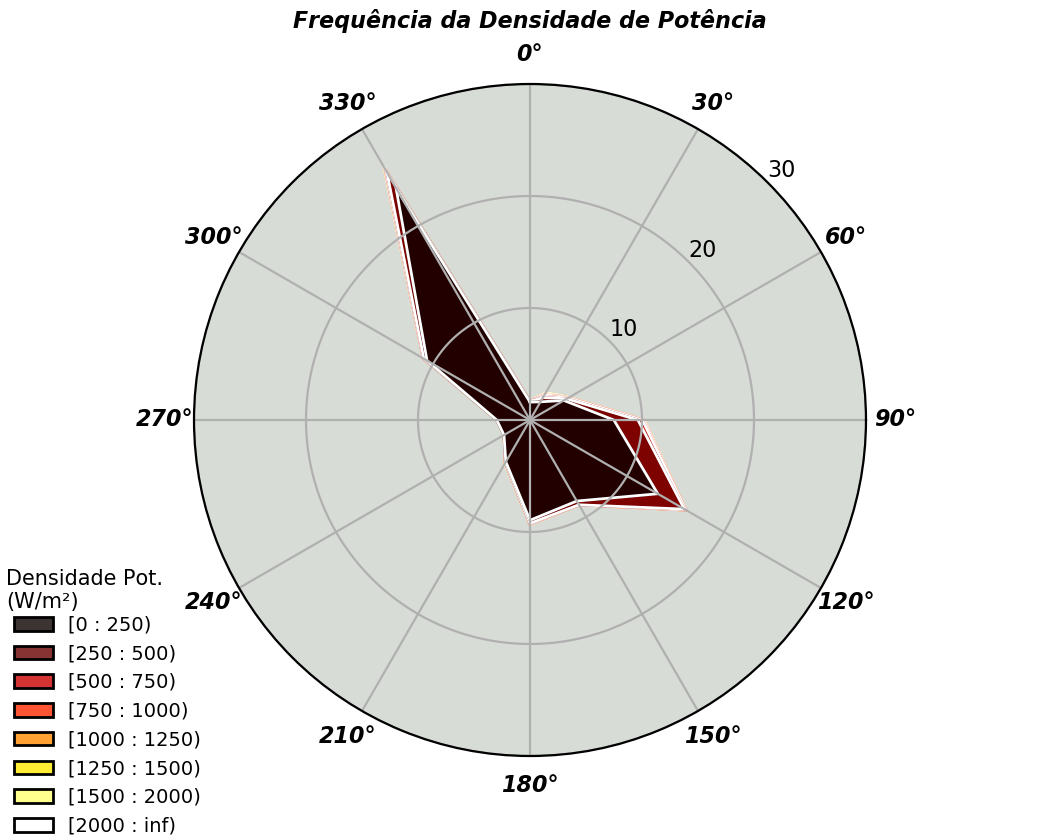 Frequência da Densidade de Potência
0°
330°
30°
30
300°
60°
20
10
270°
90°
240°
120°
210°
150°
180°
Densidade Pot.
(W/m²)
[0 : 250)
[250 : 500)
[500 : 750)
[750 : 1000)
[1000 : 1250)
[1250 : 1500)
[1500 : 2000)
[2000 : inf)